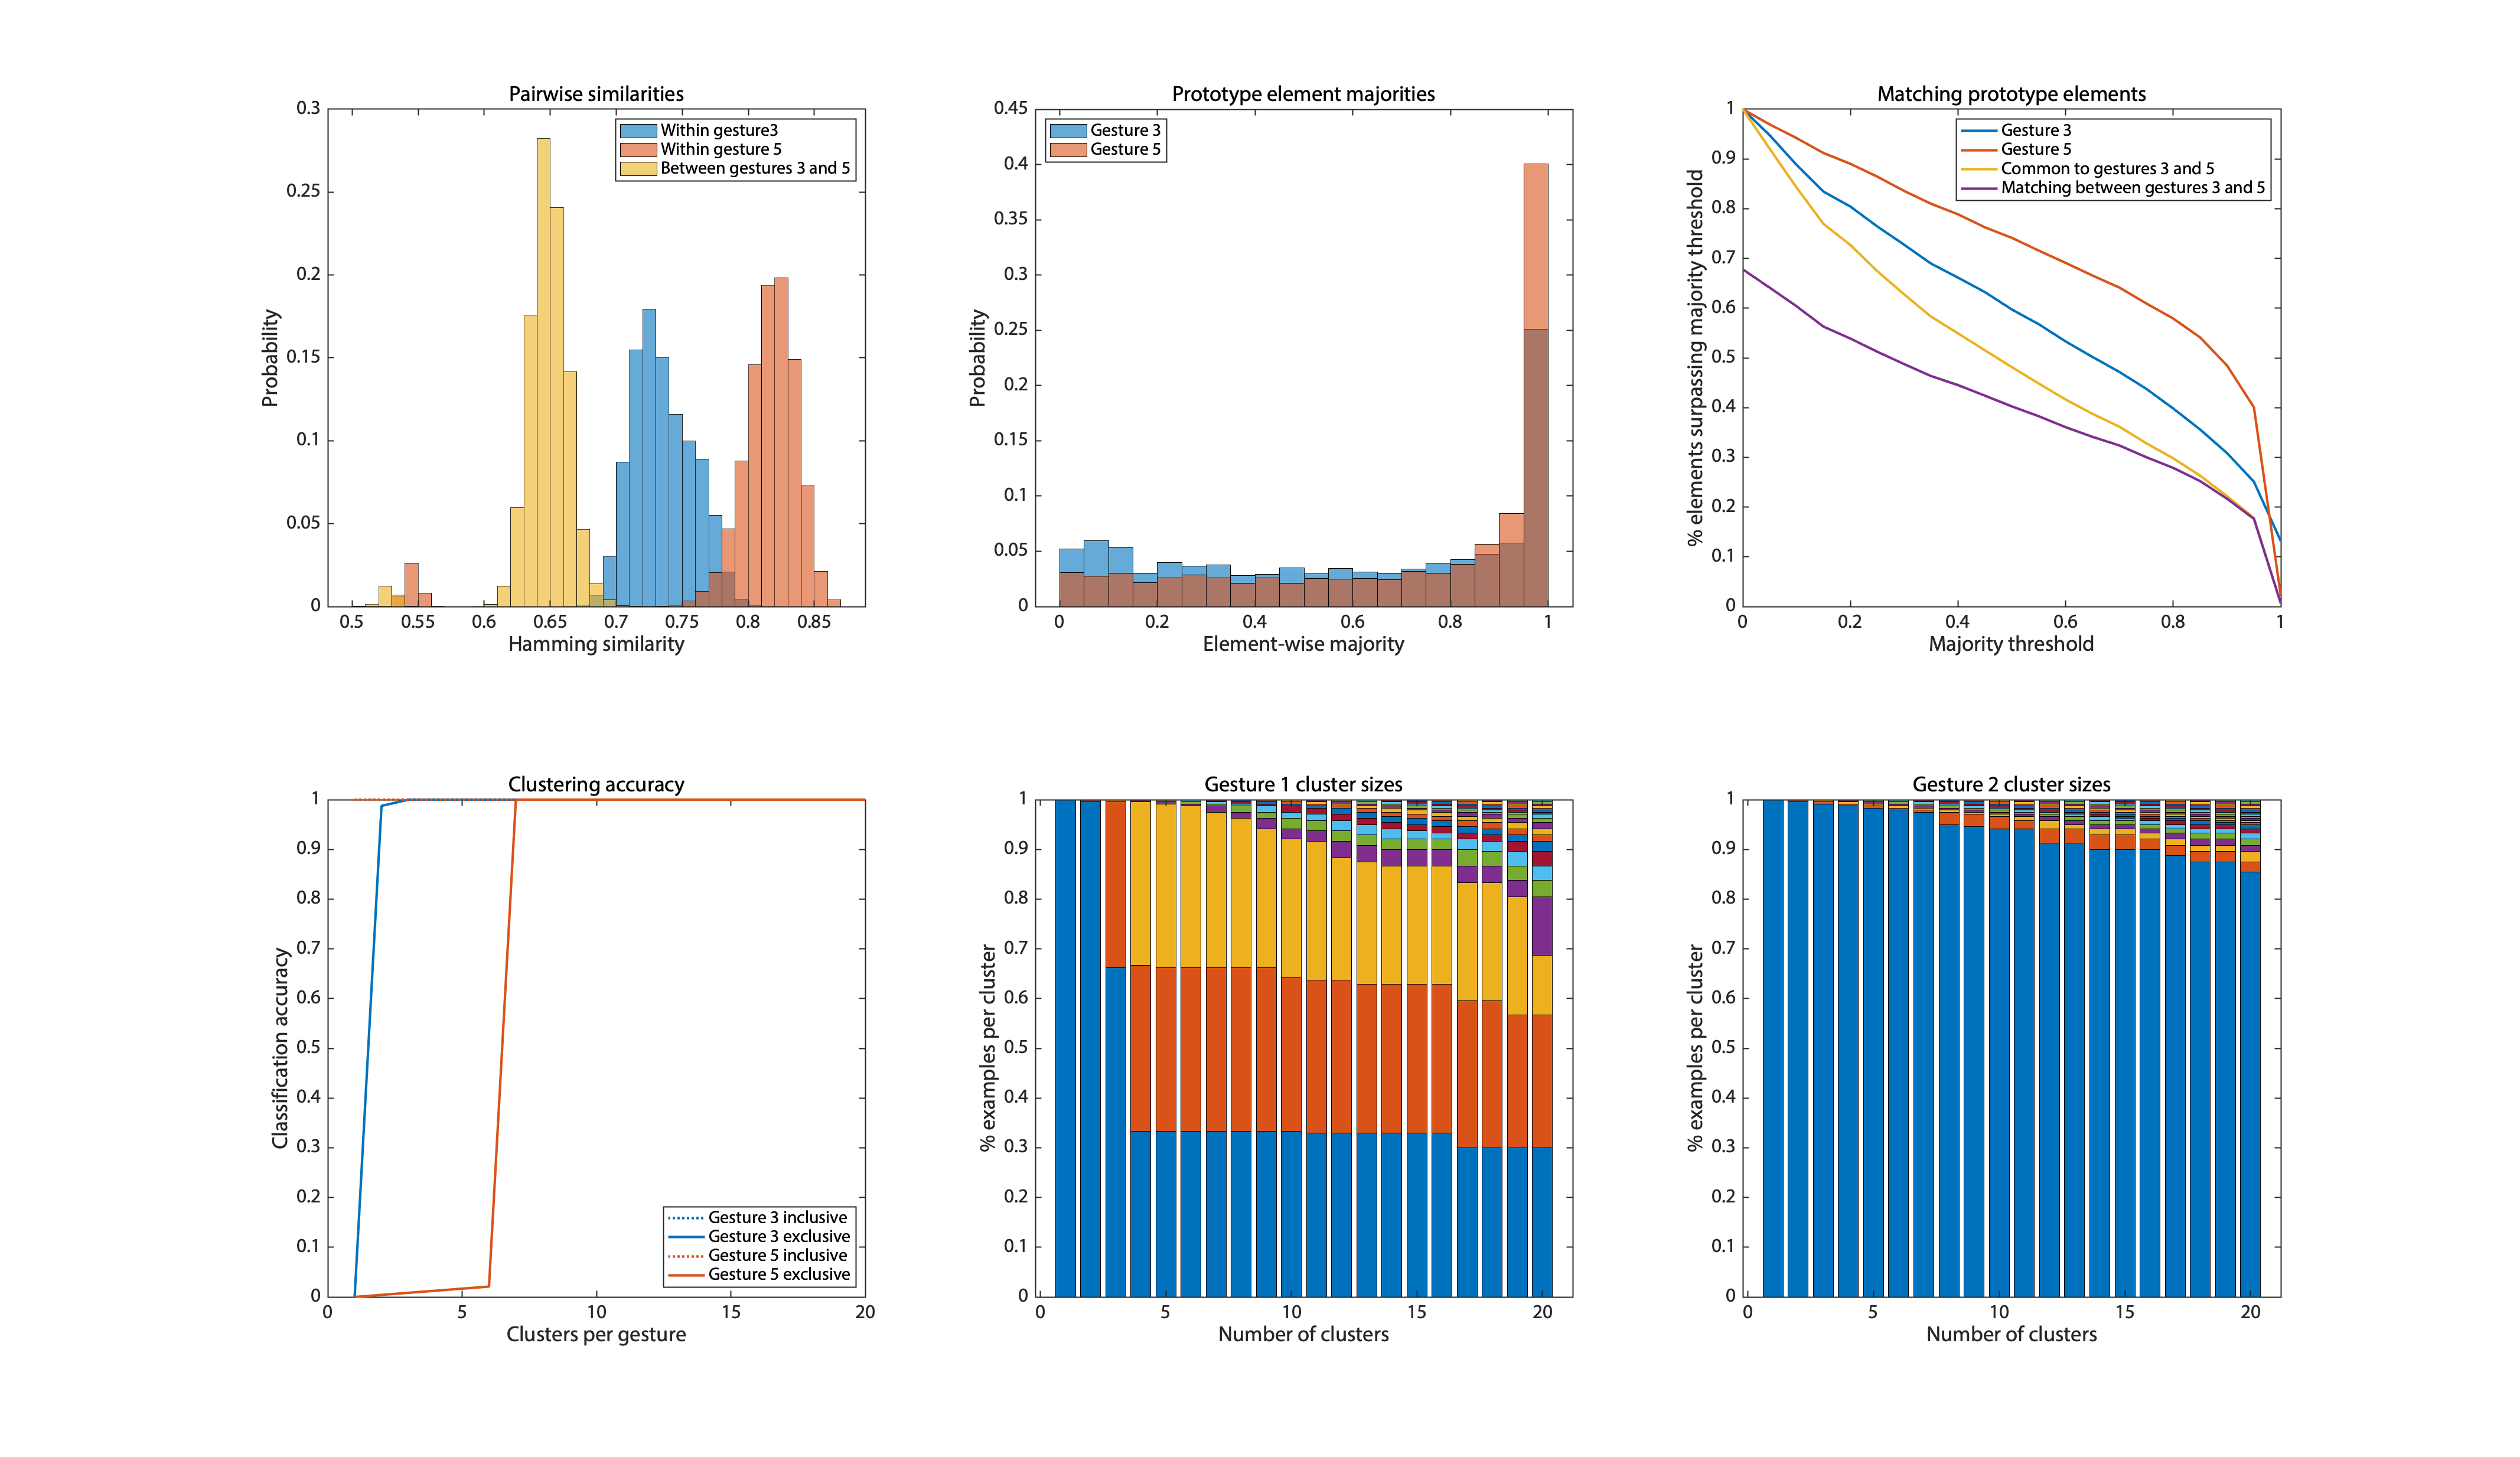 Pairwise similarities
0.3
0.25
0.2
0.15
0.1
0.05
0
Probability
Within gesture3
Within gesture 5
Between gestures 3 and 5
0.5 0.55 0.6 0.65 0.7 0.75 0.8 0.85
Hamming similarity
Prototype element majorities
0.45
0.4
0.35
0.3
0.25
0.2
0.15
0.1
0.05
0
Probability
Gesture 3
Gesture 5
0 0.2 0.4 0.6 0.8 1
Element-wise majority
Matching prototype elements
1
0.9
0.8
0.7
0.6
0.5
0.4
0.3
0.2
0.1
0
% elements surpassing majority threshold
Gesture 3
Gesture 5
Common to gestures 3 and 5
Matching between gestures 3 and 5
0 0.2 0.4 0.6 0.8 1
Majority threshold
Clustering accuracy
1
0.9
0.8
0.7
0.6
0.5
0.4
0.3
0.2
0.1
0
Classification accuracy
Gesture 3 inclusive
Gesture 3 exclusive
Gesture 5 inclusive
Gesture 5 exclusive
0 5 10 15 20
Clusters per gesture
Gesture 1 cluster sizes
1
0.9
0.8
0.7
0.6
0.5
0.4
0.3
0.2
0.1
0
% examples per cluster
0 5 10 15 20
Number of clusters
Gesture 2 cluster sizes
1
0.9
0.8
0.7
0.6
0.5
0.4
0.3
0.2
0.1
0
% examples per cluster
0 5 10 15 20
Number of clusters